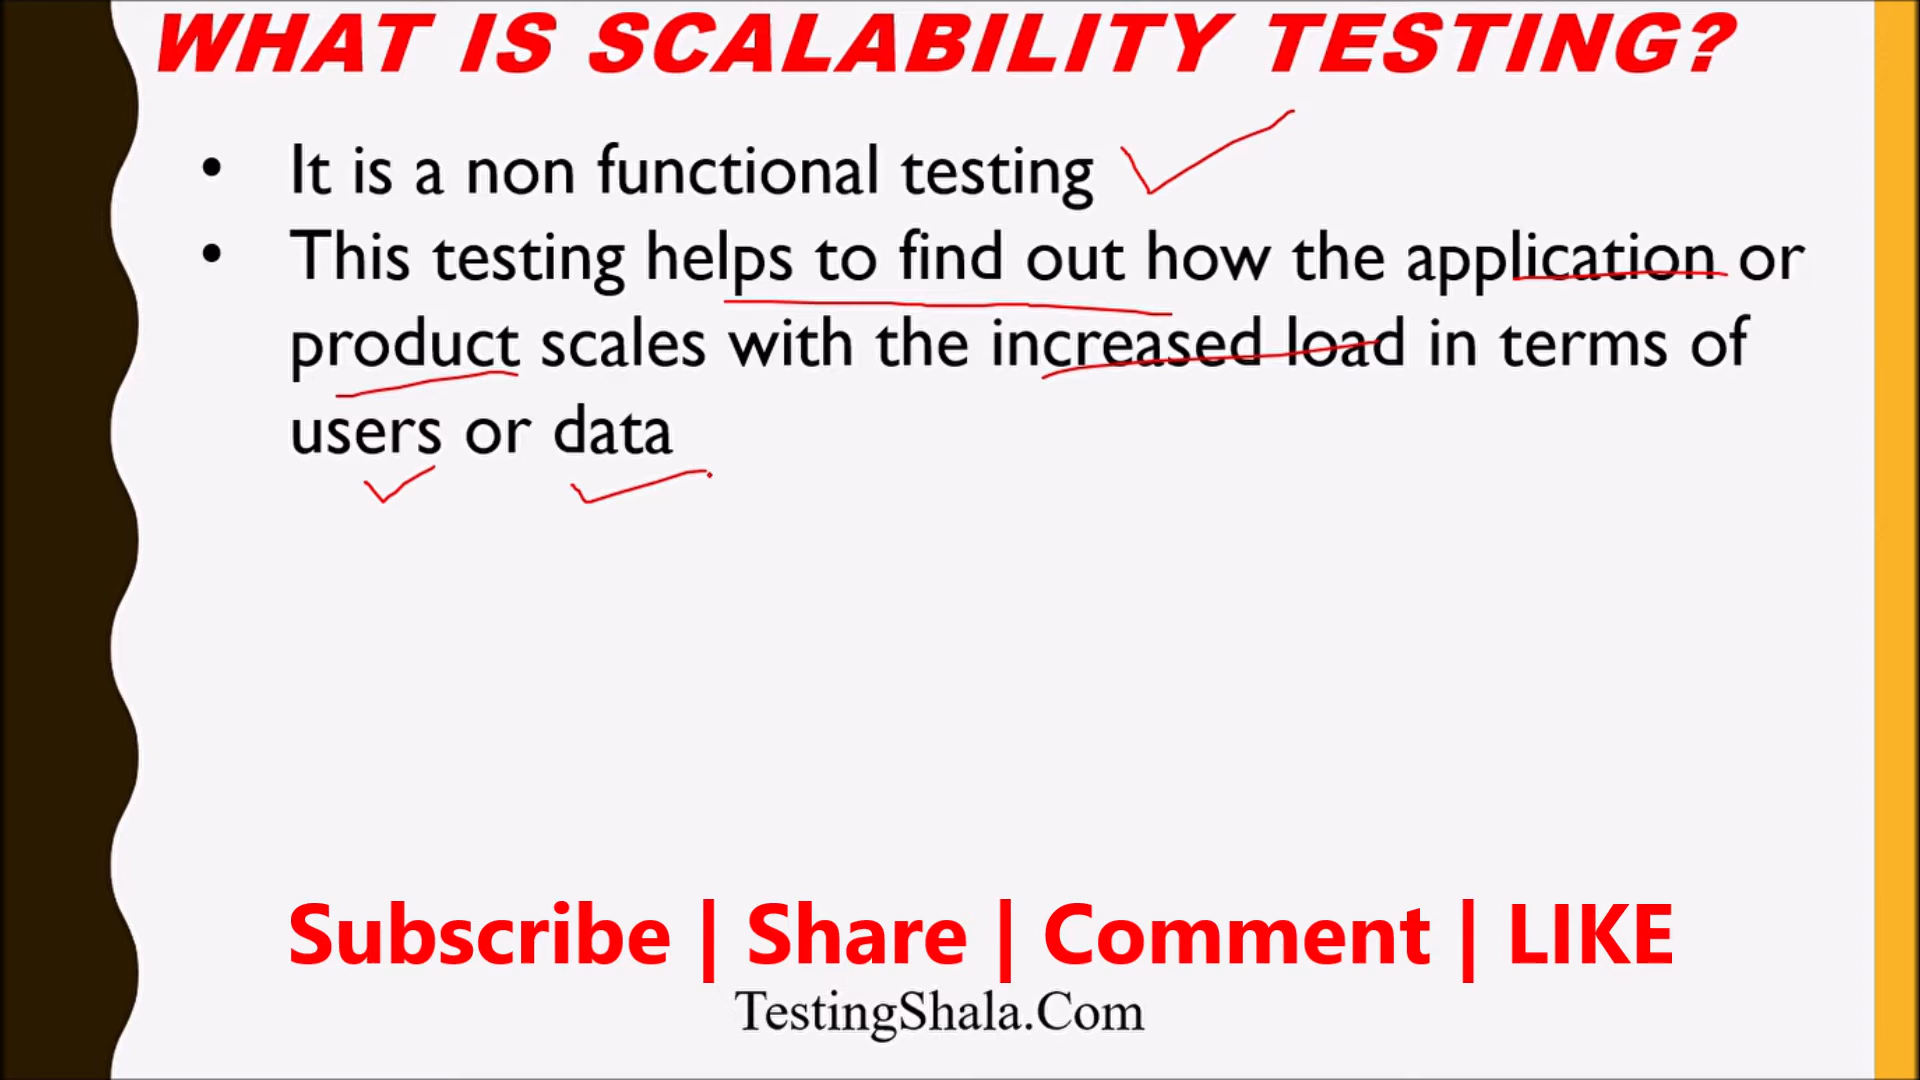 WHAT IS SCALABILITY TESTING?
• It is a non functional testing
• This testing helps to find out how the application or
product scales with the increased load in terms of
users or data
Subscribe | Share | Comment | LIKE
TestingShala.Com